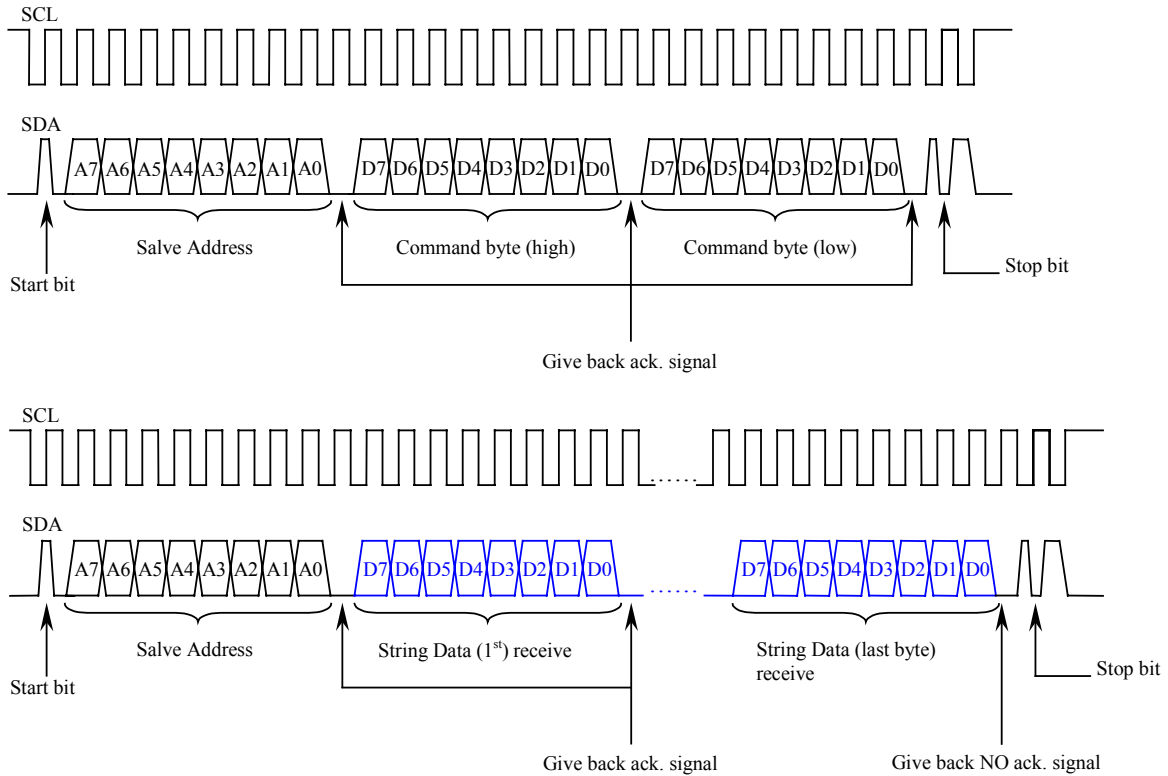 SCL
SDA
A7 A6 A5 A4 A3 A2 A1 A0 D7 D6 D5 D4 D3 D2 D1 D0 D7 D6 D5 D4 D3 D2 D1 D0
Salve Address
Command byte (high)
Command byte (low)
Start bit
Stop bit
Give back ack. signal
SCL
......
SDA
A7 A6 A5 A4 A3 A2 A1 A0 D7 D6 D5 D4 D3 D2 D1 D0 D7 D6 D5 D4 D3 D2 D1 D0
......
Salve Address
String Data (1st) receive
String Data (last byte)
receive
Start bit
Stop bit
Give back ack. signal
Give back NO ack. signal